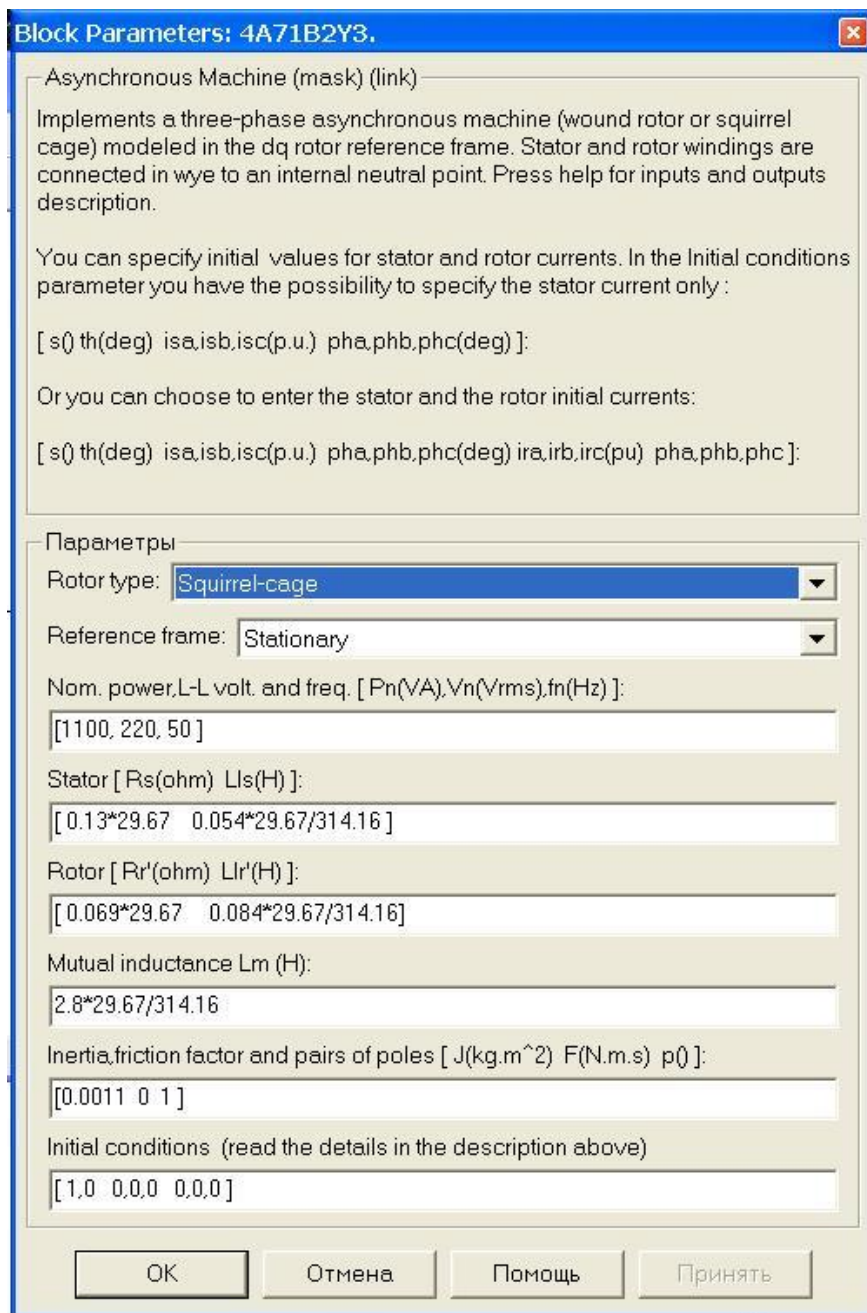 Block Parameters: 4A71B2Y3.
Asynchronous Machine (mask) (link)
Implements a three-phase asynchronous machine (wound rotor or squirrel
cage) modeled in the dq rotor reference frame. Stator and rotor windings are
connected in wye to an internal neutral point. Press help for inputs and outputs
description.
You can specify initial values for stator and rotor currents. In the Initial conditions
parameter you have the possibility to specify the stator current only :
[ s() th(deg) isa,isb,isc(p.u.) pha,phb,phc(deg) ]:
Or you can choose to enter the stator and the rotor initial currents:
[ s() th(deg) isa,isb,isc(p.u.) pha,phb,phc(deg) ira,irb,irc(pu) pha,phb,phc ]:
Параметры
Rotor type: Squirrel-cage
Reference frame: Stationary
Nom. power,L-L volt. and freq. [ Pn(VA),Vn(Vrms),fn(Hz) ]:
[1100, 220, 50 ]
Stator [ Rs(ohm) Lls(H) ]:
[ 0.13*29.67 0.054*29.67/314.16 ]
Rotor [ Rr'(ohm) Llr'(H) ]:
[ 0.069*29.67 0.084*29.67/314.16]
Mutual inductance Lm (H):
2.8*29.67/314.16
Inertia,friction factor and pairs of poles [ J(kg.m^2) F(N.m.s) p() ]:
[0.0011 0 1 ]
Initial conditions (read the details in the description above)
[ 1,0 0,0,0 0,0,0 ]
OK Отмена Помощь Принять